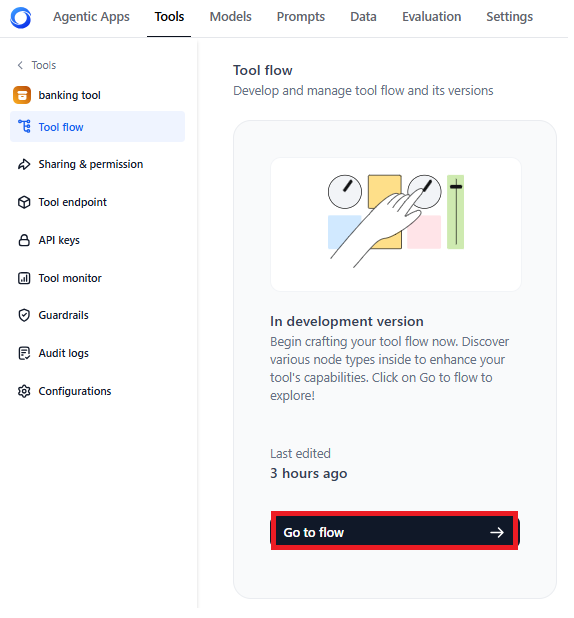 Agentic Apps Tools Models Prompts Data Evaluation Settings
Tools
banking tool
Tool flow
Sharing & permission
Tool endpoint
API keys
Tool monitor
Guardrails
Audit logs
Configurations
Tool flow
Develop and manage tool flow and its versions
In development version
Begin crafting your tool flow now. Discover
various node types inside to enhance your
tool's capabilities. Click on Go to flow to
explore!
Last edited
3 hours ago
Go to flow